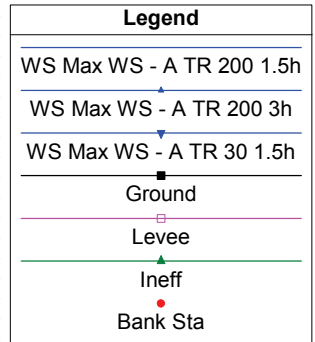 Legend
WS Max WS - A TR 200 1.5h
WS Max WS - A TR 200 3h
WS Max WS - A TR 30 1.5h
Ground
Levee
Ineff
Bank Sta